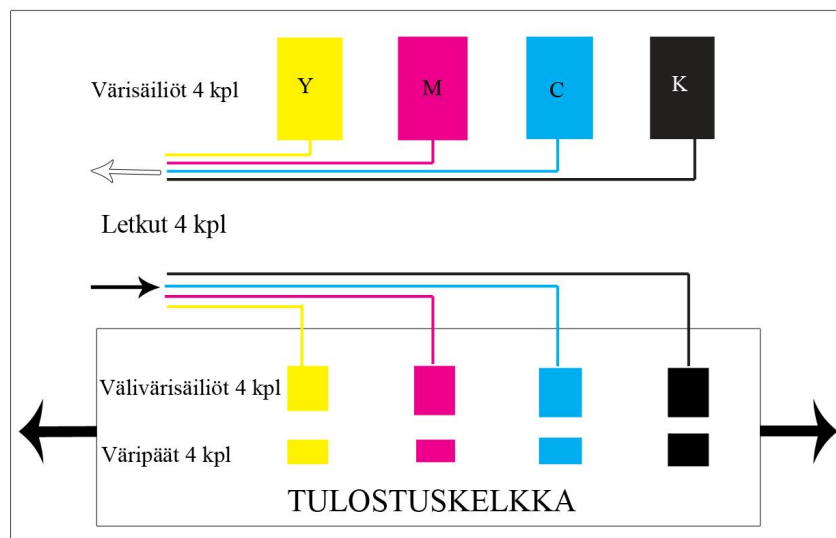 Värisäiliöt 4 kpl
Y
M
C
K
Letkut 4 kpl
Välivärisäiliöt 4 kpl
Väripäät 4 kpl
TULOSTUSKELKKA